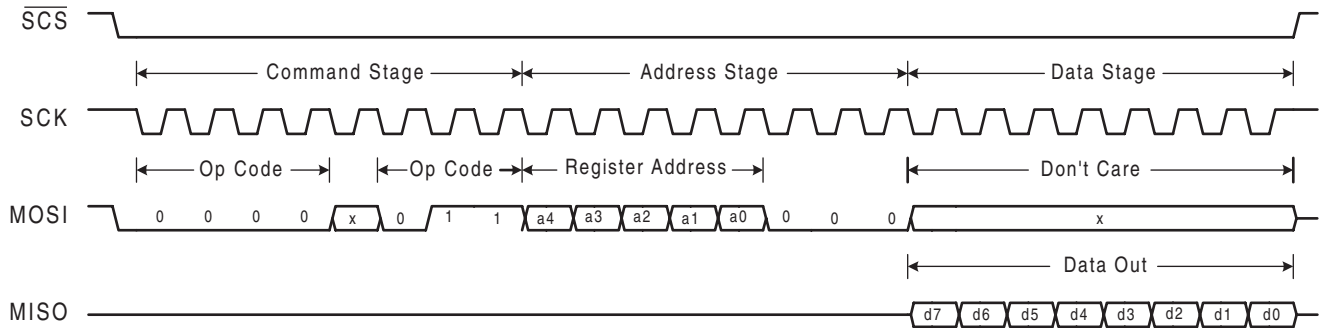 SCS
Command Stage Address Stage Data Stage
SCK
Op Code Op Code Register Address Don't Care
MOSI 0 0 0 0 x 0 1 1 a4 a3 a2 a1 a0 0 0 0 x
Data Out
MISO d7 d6 d5 d4 d3 d2 d1 d0